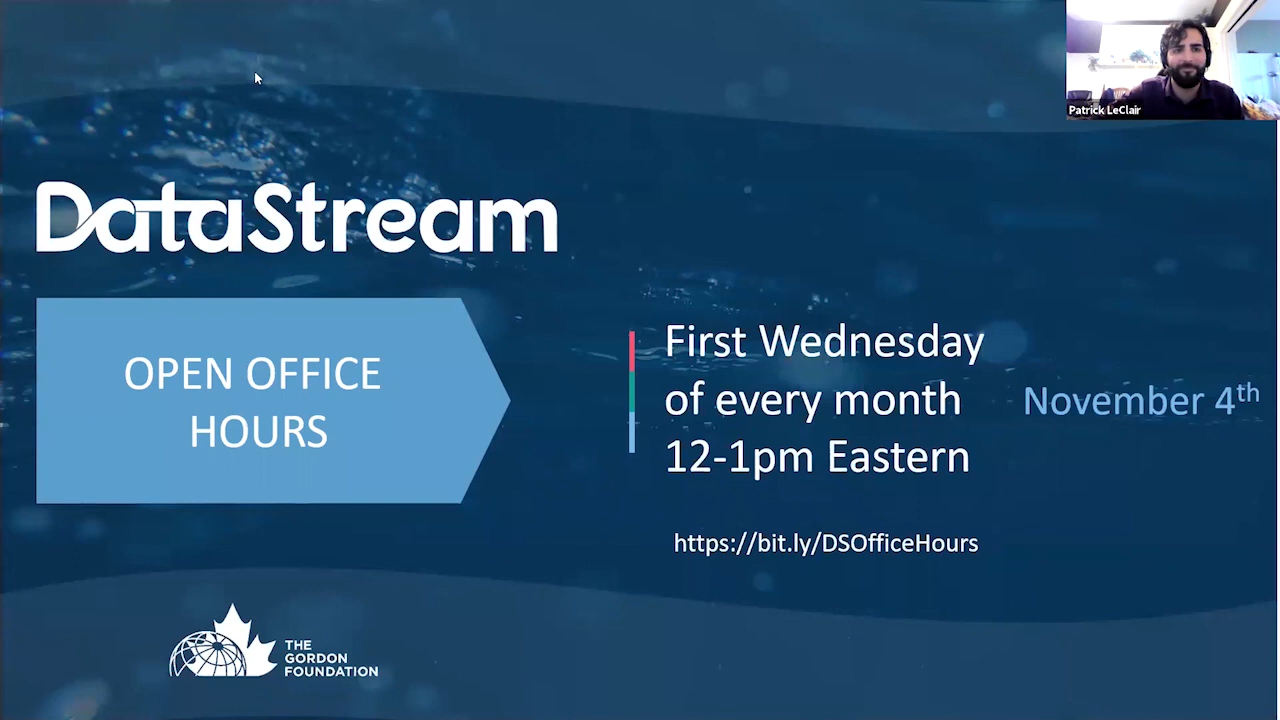 Patrick LeClair
DataStream
OPEN OFFICE
HOURS
First Wednesday
of every month
12-1pm Eastern
November 4th
https://bit.ly/DSOfficeHours
THE
GORDON
FOUNDATION